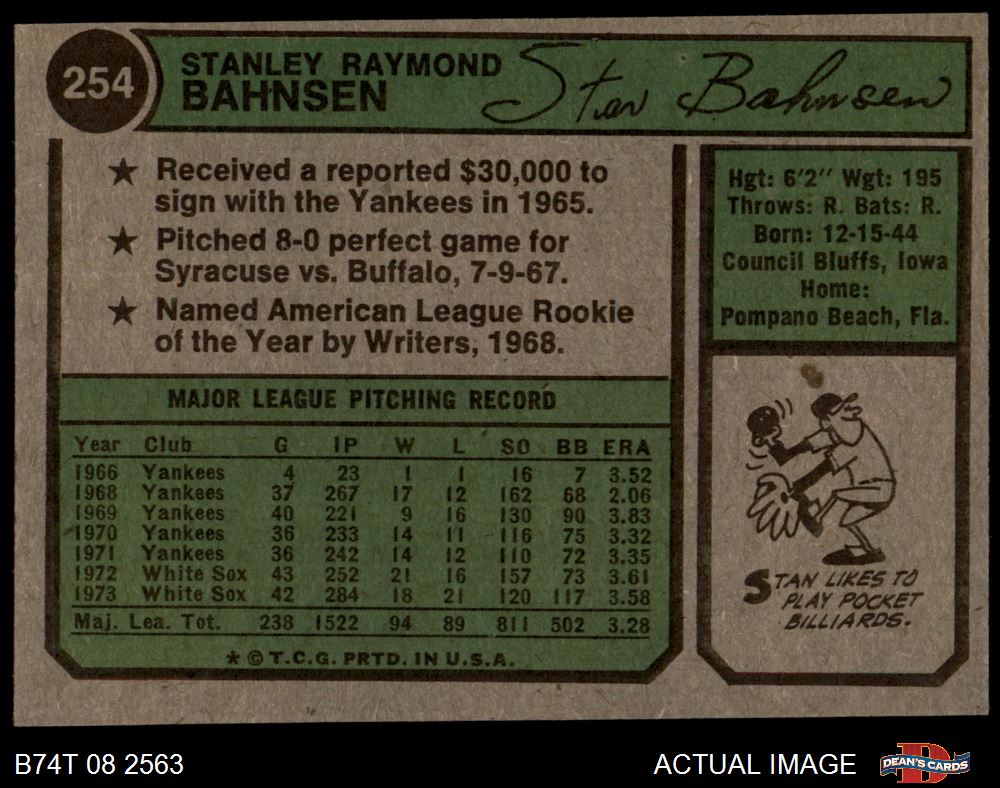 254
STANLEY RAYMOND
BAHNSEN
Stan Bahnsen
★ Received a reported $30,000 to
sign with the Yankees in 1965.
★ Pitched 8-0 perfect game for
Syracuse vs. Buffalo, 7-9-67.
★ Named American League Rookie
of the Year by Writers, 1968.
Hgt: 6'2" Wgt: 195
Throws: R. Bats: R.
Born: 12-15-44
Council Bluffs, Iowa
Home:
Pompano Beach, Fla.
MAJOR LEAGUE PITCHING RECORD
Year Club G IP W L SO BB ERA
1966 Yankees 4 23 1 1 16 7 3.52
1968 Yankees 37 267 17 12 162 68 2.06
1969 Yankees 40 221 9 16 130 90 3.83
1970 Yankees 36 233 14 11 116 75 3.32
1971 Yankees 36 242 14 12 110 72 3.35
1972 White Sox 43 252 21 16 157 73 3.61
1973 White Sox 42 284 18 21 120 117 3.58
Maj. Lea. Tot. 238 1522 94 89 811 502 3.28
* © T.C.G. PRTD. IN U.S.A.
STAN LIKES TO
PLAY POCKET
BILLIARDS.
B74T 08 2563
ACTUAL IMAGE
DEAN'S CARDS